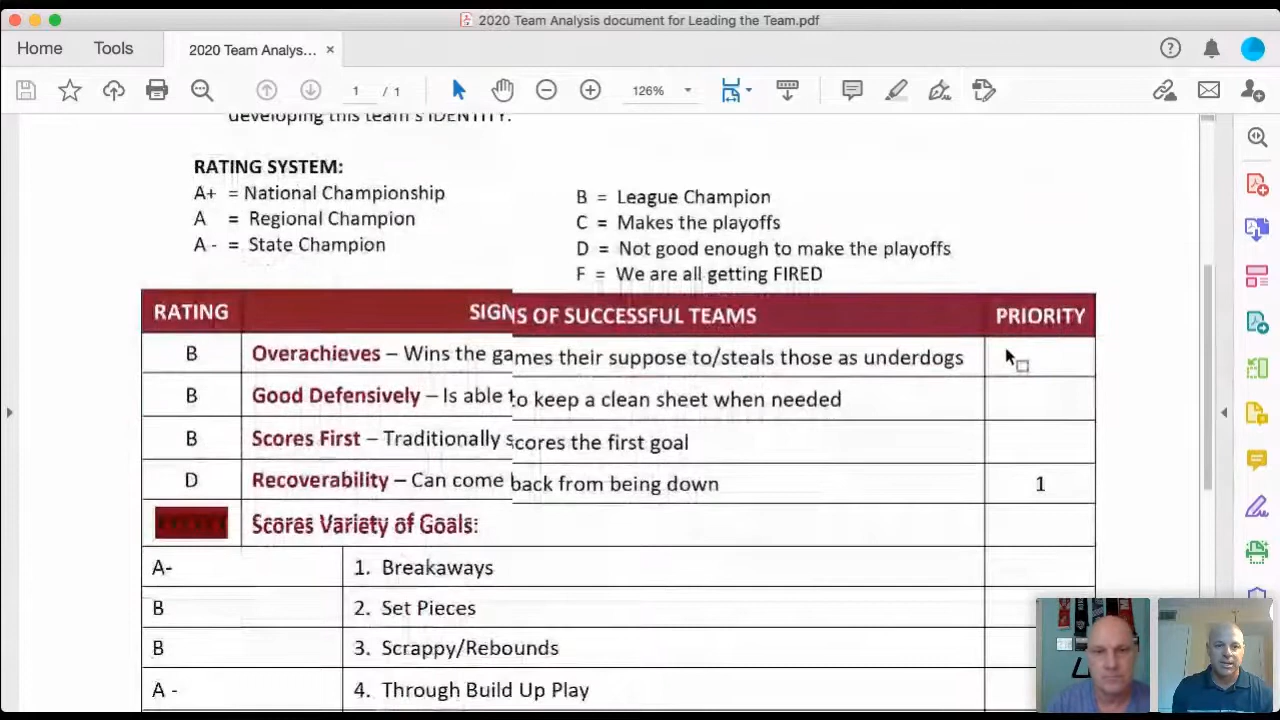 2020 Team Analysis document for Leading the Team.pdf
Home Tools 2020 Team Analys... ×
1 / 1 126%
developing this team's IDENTITY.
RATING SYSTEM:
A+ = National Championship
A = Regional Champion
A - = State Champion
B = League Champion
C = Makes the playoffs
D = Not good enough to make the playoffs
F = We are all getting FIRED
RATING SIGNS OF SUCCESSFUL TEAMS PRIORITY
B Overachieves – Wins the games their suppose to/steals those as underdogs
B Good Defensively – Is able to keep a clean sheet when needed
B Scores First – Traditionally scores the first goal
D Recoverability – Can come back from being down 1
Scores Variety of Goals:
A- 1. Breakaways
B 2. Set Pieces
B 3. Scrappy/Rebounds
A - 4. Through Build Up Play